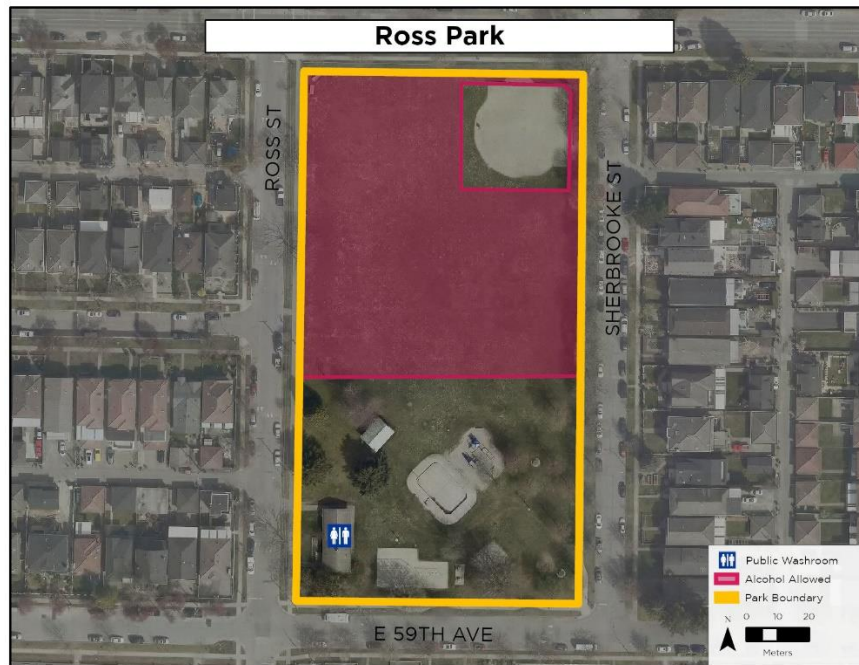 Ross Park
ROSS ST
SHERBROOKE ST
E 59TH AVE
Public Washroom
Alcohol Allowed
Park Boundary
N
0 10 20
Meters